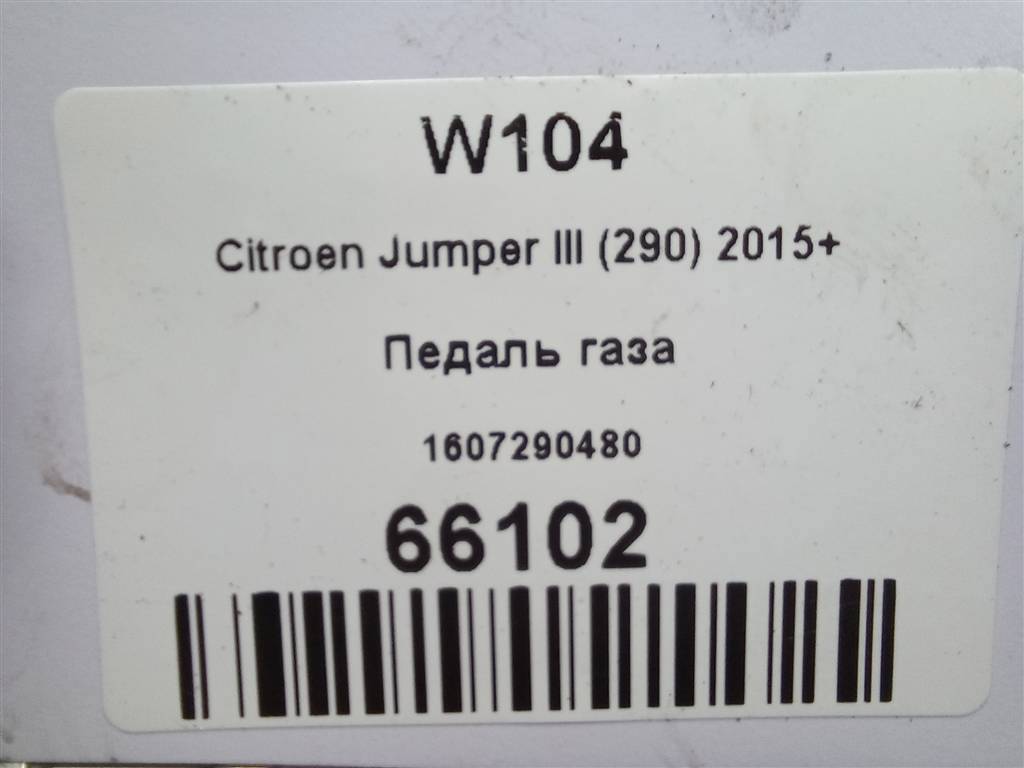 W104
Citroen Jumper III (290) 2015+
Педаль газа
1607290480
66102